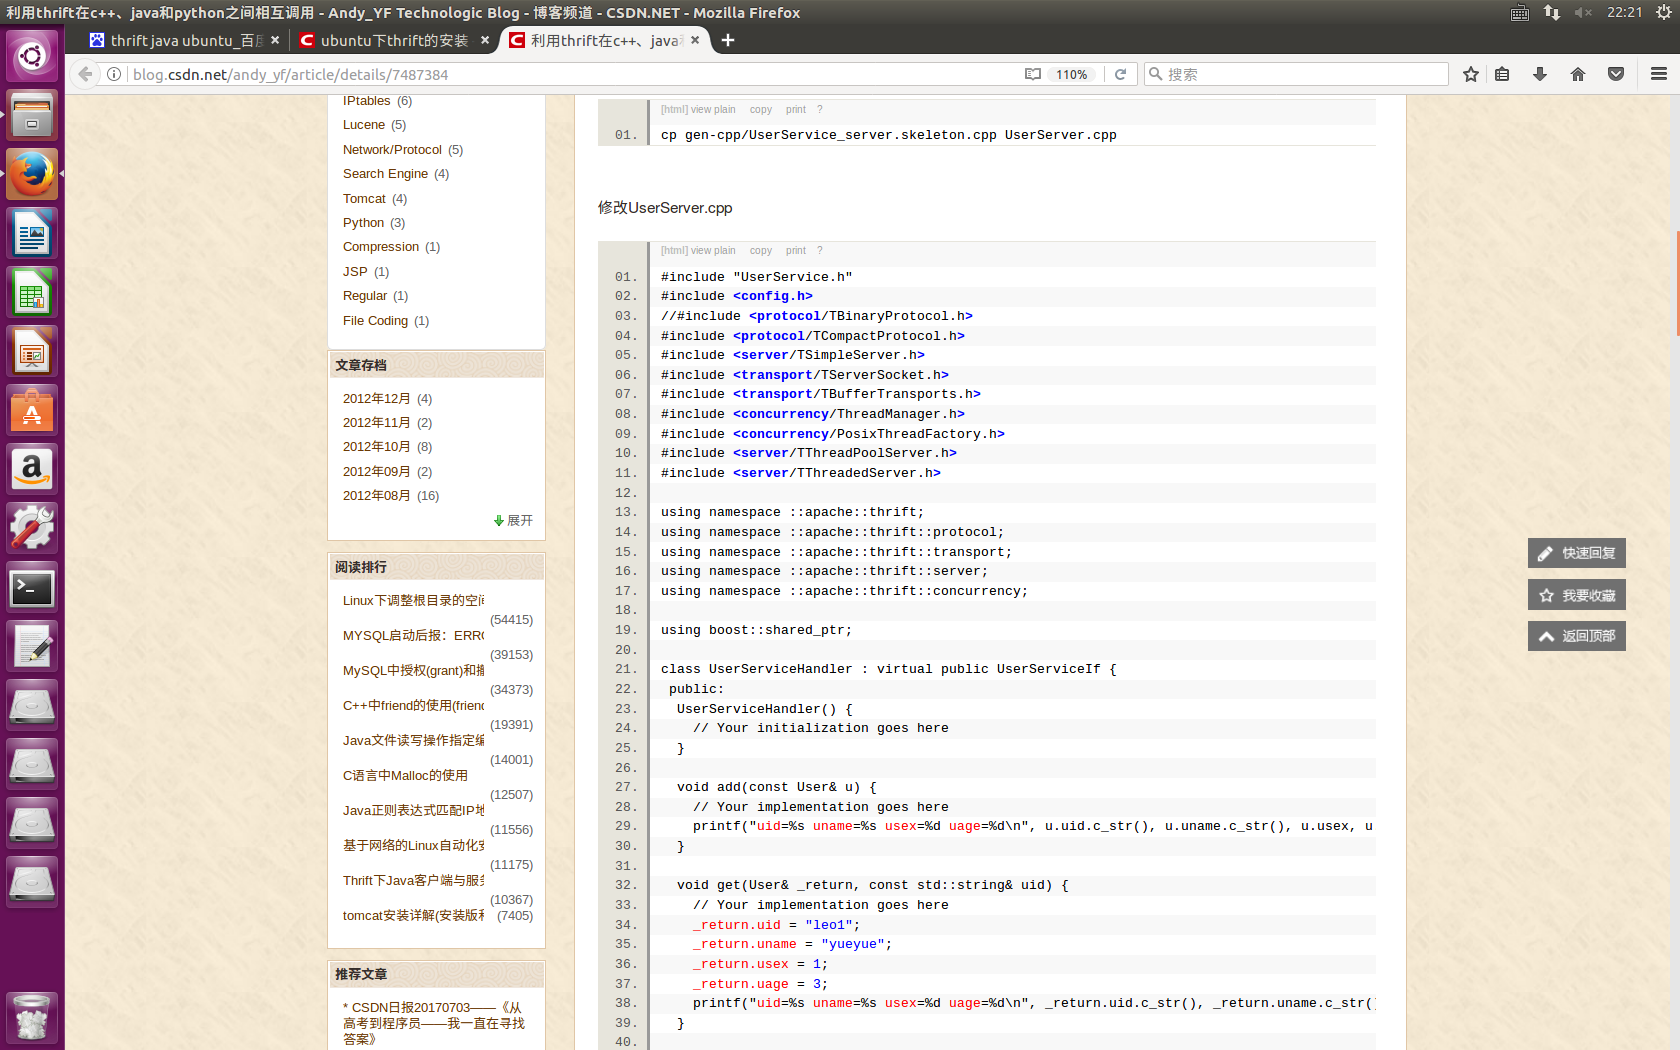 利用thrift在c++、java和python之间相互调用 - Andy_YF Technologic Blog - 博客频道 - CSDN.NET - Mozilla Firefox
22:21
thrift java ubuntu_百度
ubuntu下thrift的安装
利用thrift在c++、java
blog.csdn.net/andy_yf/article/details/7487384
110%
搜索
IPtables (6)
Lucene (5)
Network/Protocol (5)
Search Engine (4)
Tomcat (4)
Python (3)
Compression (1)
JSP (1)
Regular (1)
File Coding (1)
文章存档
2012年12月 (4)
2012年11月 (2)
2012年10月 (8)
2012年09月 (2)
2012年08月 (16)
展开
阅读排行
Linux下调整根目录的空间
(54415)
MYSQL启动后报：ERRO
(39153)
MySQL中授权(grant)和撤
(34373)
C++中friend的使用(friend
(19391)
Java文件读写操作指定编
(14001)
C语言中Malloc的使用
(12507)
Java正则表达式匹配IP地
(11556)
基于网络的Linux自动化安
(11175)
Thrift下Java客户端与服务
(10367)
tomcat安装详解(安装版和 (7405)
推荐文章
* CSDN日报20170703——《从
高考到程序员——我一直在寻找
答案》
[html] view plain copy print ?
01. cp gen-cpp/UserService_server.skeleton.cpp UserServer.cpp
修改UserServer.cpp
[html] view plain copy print ?
01. #include "UserService.h"
02. #include <config.h>
03. //#include <protocol/TBinaryProtocol.h>
04. #include <protocol/TCompactProtocol.h>
05. #include <server/TSimpleServer.h>
06. #include <transport/TServerSocket.h>
07. #include <transport/TBufferTransports.h>
08. #include <concurrency/ThreadManager.h>
09. #include <concurrency/PosixThreadFactory.h>
10. #include <server/TThreadPoolServer.h>
11. #include <server/TThreadedServer.h>
12.
13. using namespace ::apache::thrift;
14. using namespace ::apache::thrift::protocol;
15. using namespace ::apache::thrift::transport;
16. using namespace ::apache::thrift::server;
17. using namespace ::apache::thrift::concurrency;
18.
19. using boost::shared_ptr;
20.
21. class UserServiceHandler : virtual public UserServiceIf {
22. public:
23. UserServiceHandler() {
24. // Your initialization goes here
25. }
26.
27. void add(const User& u) {
28. // Your implementation goes here
29. printf("uid=%s uname=%s usex=%d uage=%d\n", u.uid.c_str(), u.uname.c_str(), u.usex, u
30. }
31.
32. void get(User& _return, const std::string& uid) {
33. // Your implementation goes here
34. _return.uid = "leo1";
35. _return.uname = "yueyue";
36. _return.usex = 1;
37. _return.uage = 3;
38. printf("uid=%s uname=%s usex=%d uage=%d\n", _return.uid.c_str(), _return.uname.c_str()
39. }
40.
快速回复
我要收藏
返回顶部